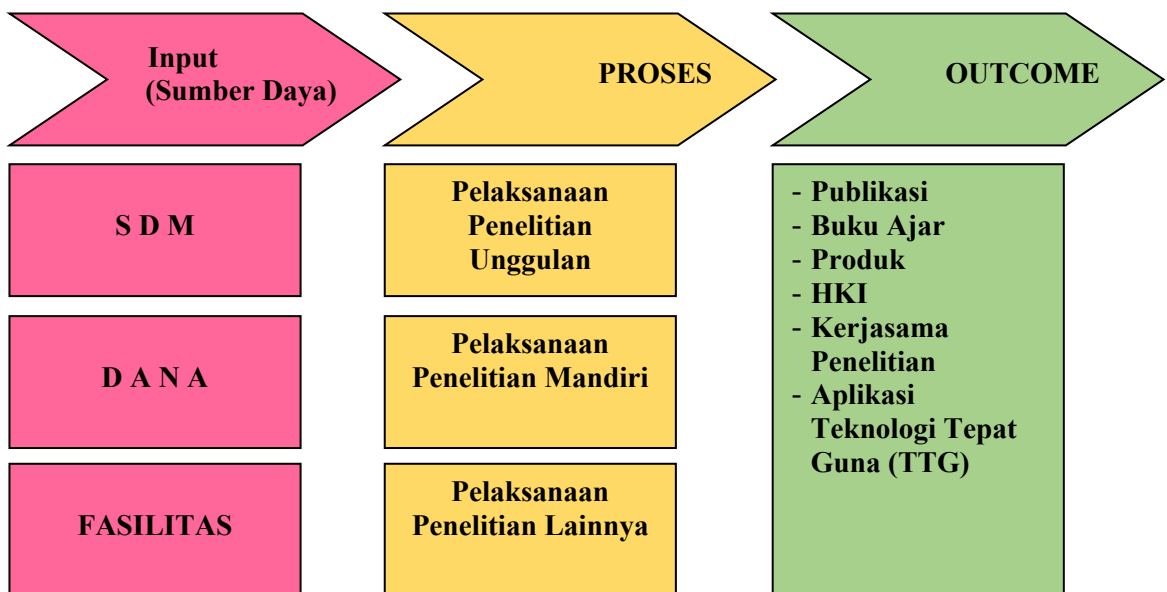 Input
(Sumber Daya)
PROSES
OUTCOME
S D M
D A N A
FASILITAS
Pelaksanaan
Penelitian
Unggulan
Pelaksanaan
Penelitian Mandiri
Pelaksanaan
Penelitian Lainnya
- Publikasi
- Buku Ajar
- Produk
- HKI
- Kerjasama
Penelitian
- Aplikasi
Teknologi Tepat
Guna (TTG)